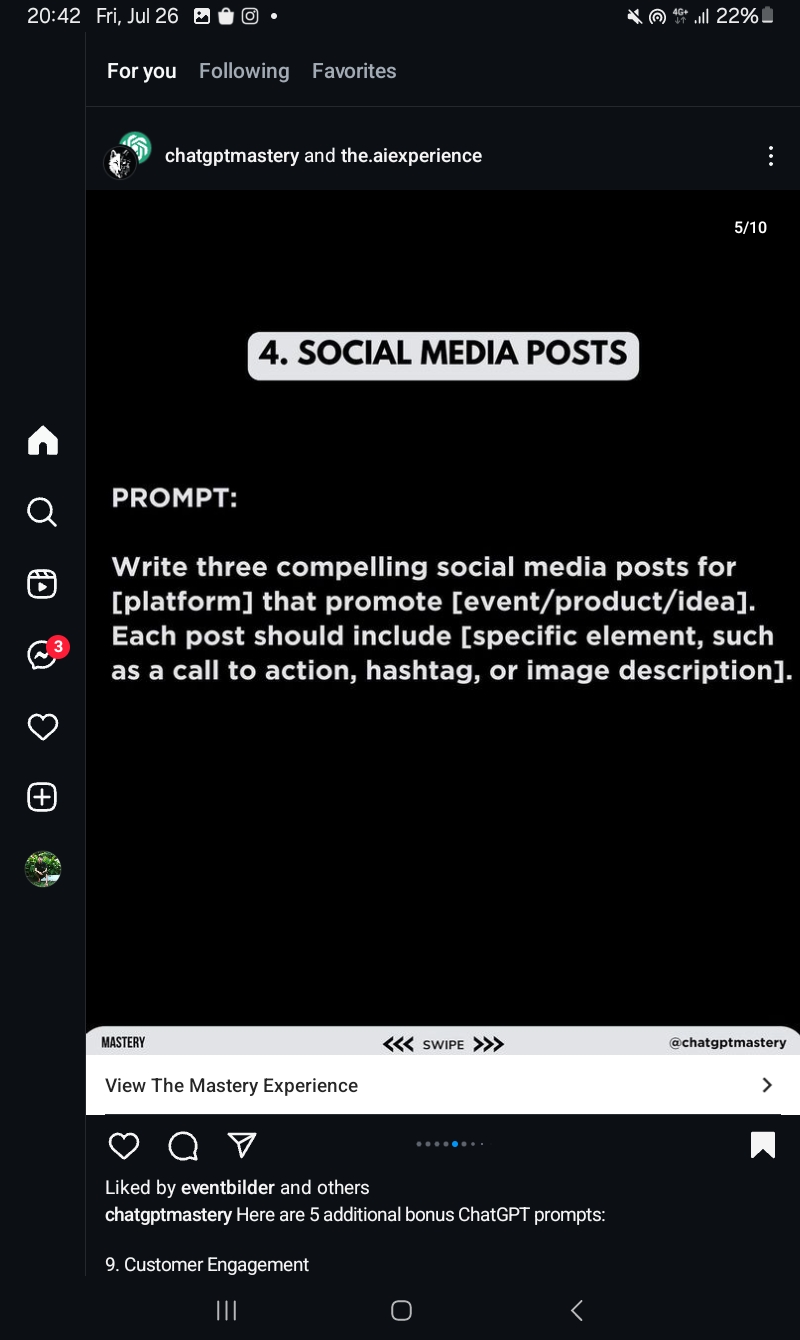 20:42 Fri, Jul 26
4G+ 22%
For you Following Favorites
chatgptmastery and the.aiexperience
5/10
4. SOCIAL MEDIA POSTS
PROMPT:
Write three compelling social media posts for
[platform] that promote [event/product/idea].
Each post should include [specific element, such
as a call to action, hashtag, or image description].
3
MASTERY
<<< SWIPE >>>
@chatgptmastery
View The Mastery Experience
Liked by eventbilder and others
chatgptmastery Here are 5 additional bonus ChatGPT prompts:
9. Customer Engagement